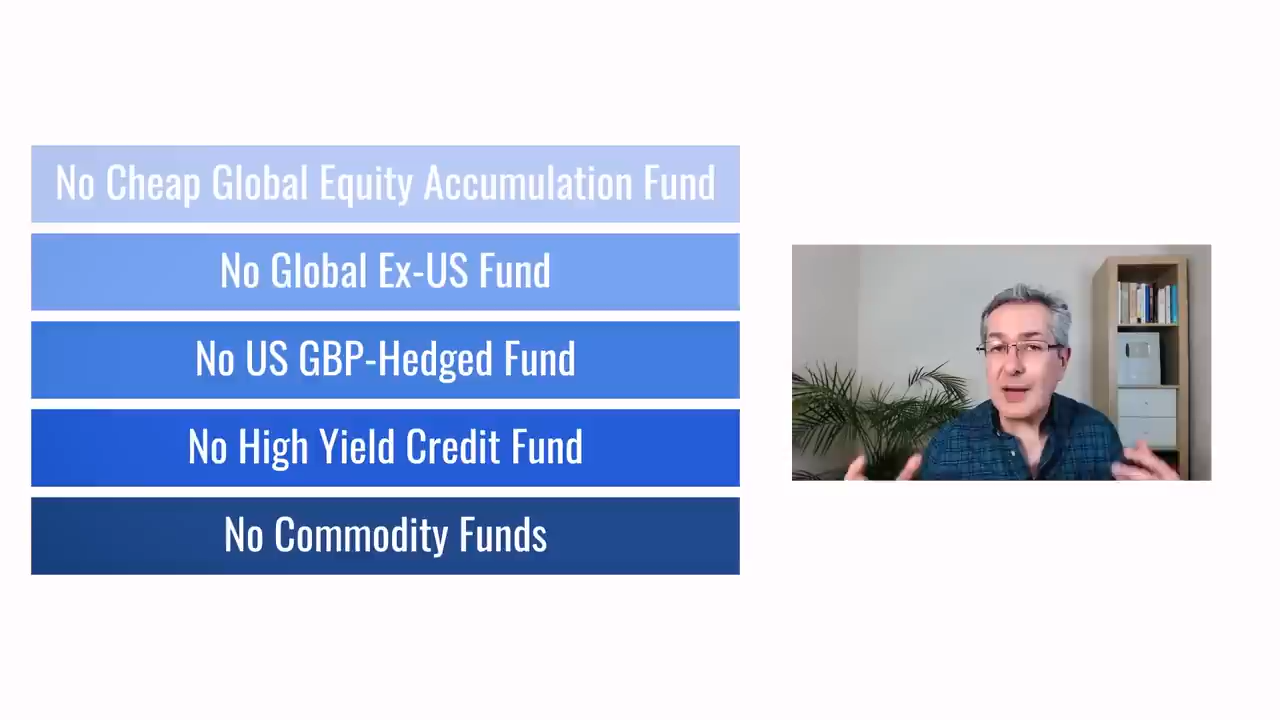 No Cheap Global Equity Accumulation Fund
No Global Ex-US Fund
No US GBP-Hedged Fund
No High Yield Credit Fund
No Commodity Funds